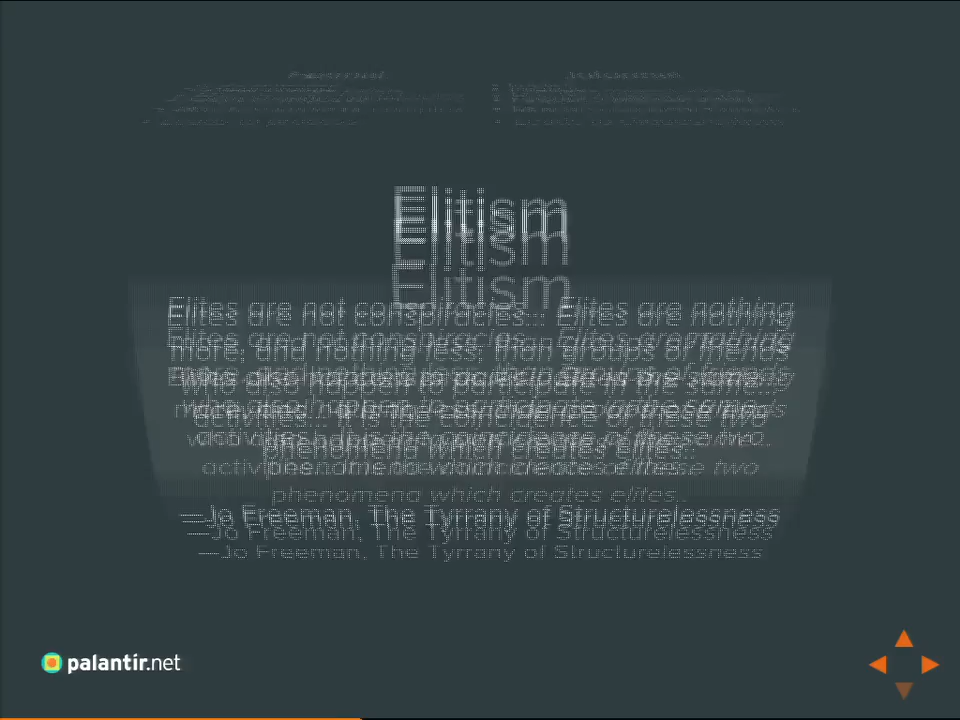 Elitism
Elites are not conspiracies... Elites are nothing
more, and nothing less, than groups of friends
who also happen to participate in the same...
activities... It is the coincidence of these two
phenomena which creates elites..
—Jo Freeman, The Tyrrany of Structurelessness
palantir.net